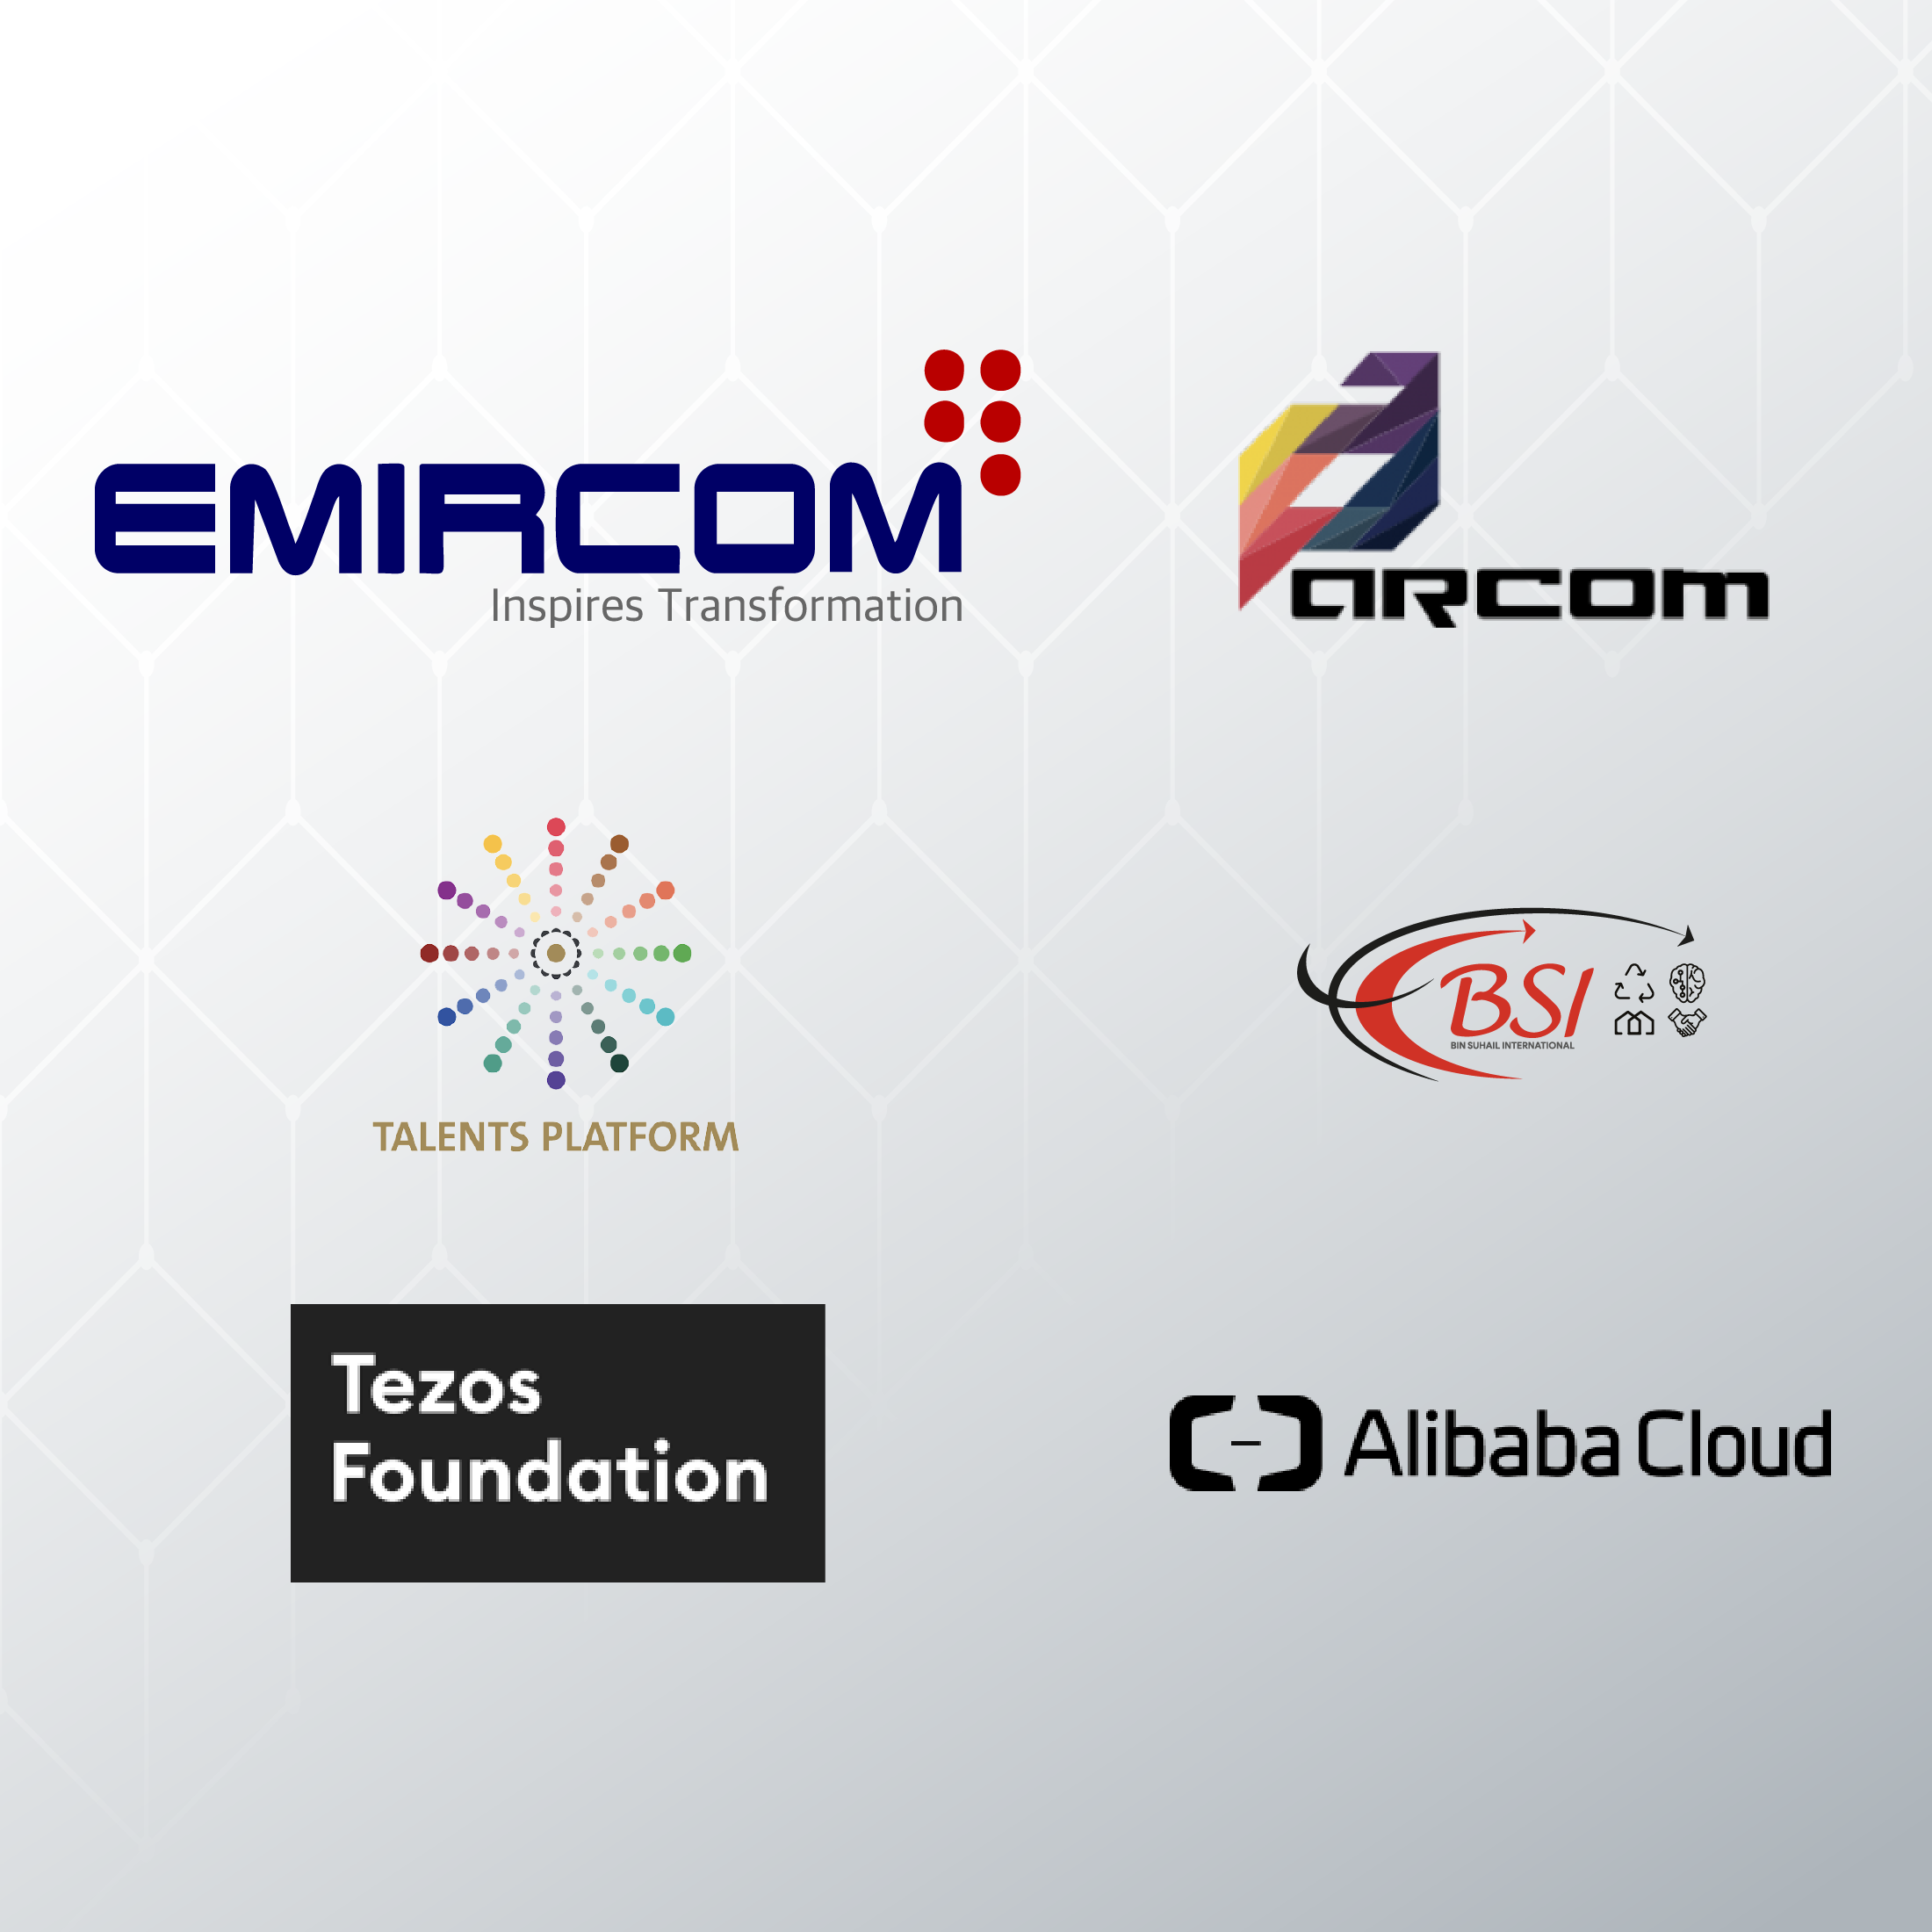 EMIRCOM
Inspires Transformation
arcom
TALENTS PLATFORM
BSI
BIN SUHAIL INTERNATIONAL
Tezos
Foundation
Alibaba Cloud